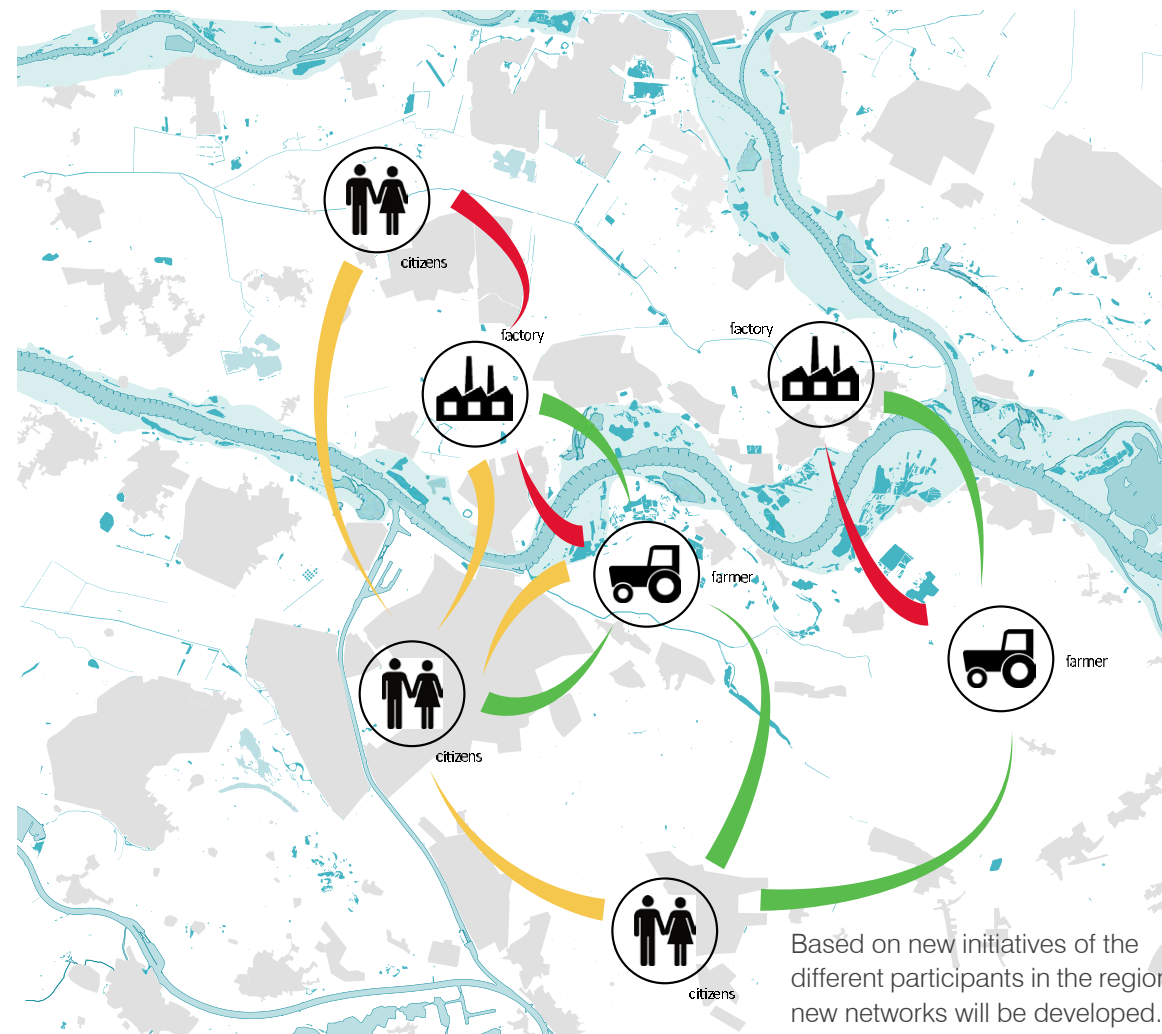 citizens
factory
factory
farmer
farmer
citizens
citizens
Based on new initiatives of the
different participants in the region
new networks will be developed.